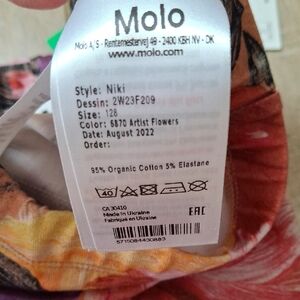 Molo
Molo A/S - Rentemestervej 49 - 2400 KBH NV - DK
www.molo.com
Style: Niki
Dessin: 2W23F209
Size: 128
Color: 6870 Artist Flowers
Date: August 2022
Order:
95% Organic Cotton 5% Elastane
40
CA 30410
Made in Ukraine
Fabriqué en Ukraine
EAC
5715084430883